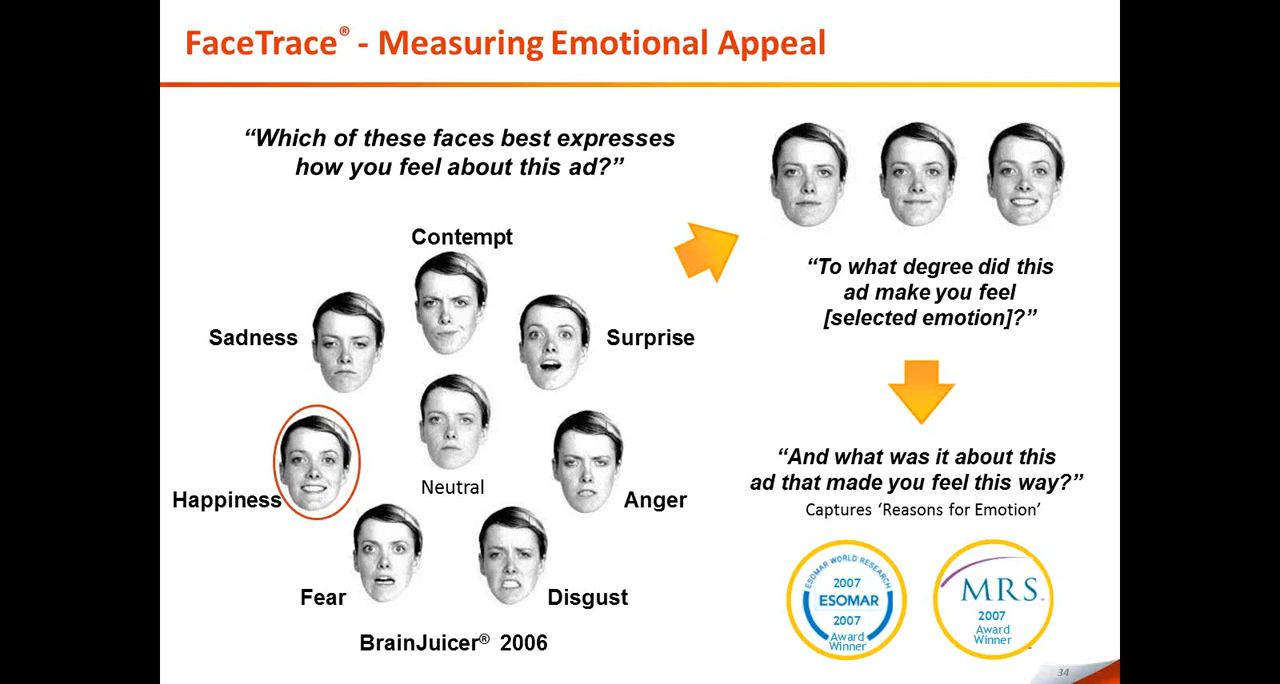 FaceTrace® - Measuring Emotional Appeal
“Which of these faces best expresses
how you feel about this ad?”
Contempt
Sadness
Surprise
Happiness
Neutral
Anger
Fear
Disgust
BrainJuicer® 2006
“To what degree did this
ad make you feel
[selected emotion]?”
“And what was it about this
ad that made you feel this way?”
Captures ‘Reasons for Emotion’
ESOMAR WORLD RESEARCH
2007
ESOMAR
2007
Award
Winner
MRS.
2007
Award
Winner
34